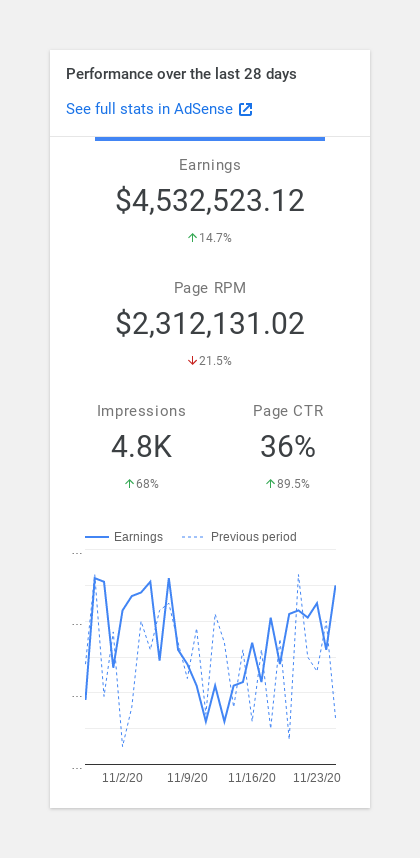 Performance over the last 28 days
See full stats in AdSense
Earnings
$4,532,523.12
14.7%
Page RPM
$2,312,131.02
21.5%
Impressions
Page CTR
4.8K
36%
68%
89.5%
Earnings
Previous period
...
...
...
...
11/2/20
11/9/20
11/16/20
11/23/20